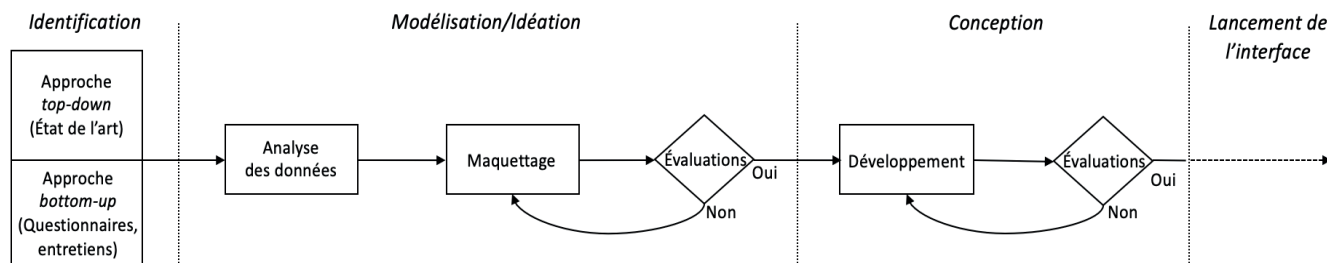 Identification
Modélisation/Idéation
Conception
Lancement de
l’interface
Approche
top-down
(État de l’art)
Approche
bottom-up
(Questionnaires,
entretiens)
Analyse
des données
Maquettage
Évaluations
Oui
Non
Développement
Évaluations
Oui
Non